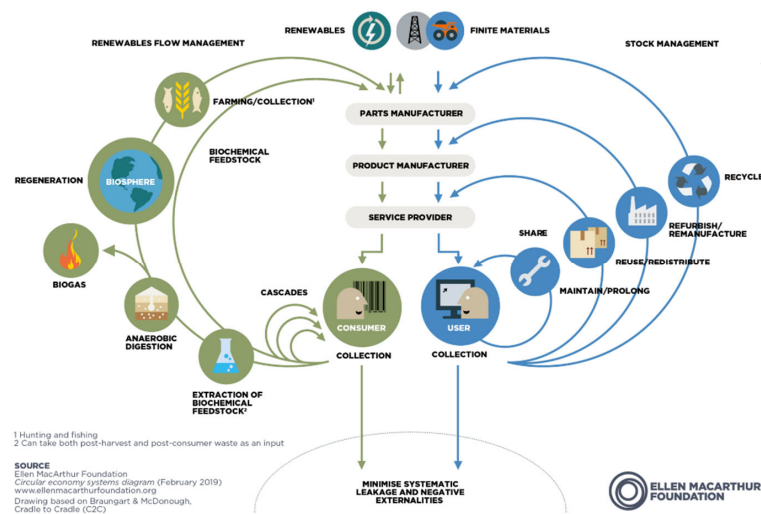 RENEWABLES
FINITE MATERIALS
RENEWABLES FLOW MANAGEMENT
STOCK MANAGEMENT
PARTS MANUFACTURER
PRODUCT MANUFACTURER
SERVICE PROVIDER
FARMING/COLLECTION¹
BIOCHEMICAL
FEEDSTOCK
REGENERATION
BIOSPHERE
BIOGAS
ANAEROBIC
DIGESTION
EXTRACTION OF
BIOCHEMICAL
FEEDSTOCK²
CASCADES
CONSUMER
COLLECTION
USER
COLLECTION
SHARE
MAINTAIN/PROLONG
REUSE/REDISTRIBUTE
REFURBISH/
REMANUFACTURE
RECYCLE
MINIMISE SYSTEMATIC
LEAKAGE AND NEGATIVE
EXTERNALITIES
1 Hunting and fishing
2 Can take both post-harvest and post-consumer waste as an input
SOURCE
Ellen MacArthur Foundation
Circular economy systems diagram (February 2019)
www.ellenmacarthurfoundation.org
Drawing based on Braungart & McDonough,
Cradle to Cradle (C2C)
ELLEN MACARTHUR
FOUNDATION